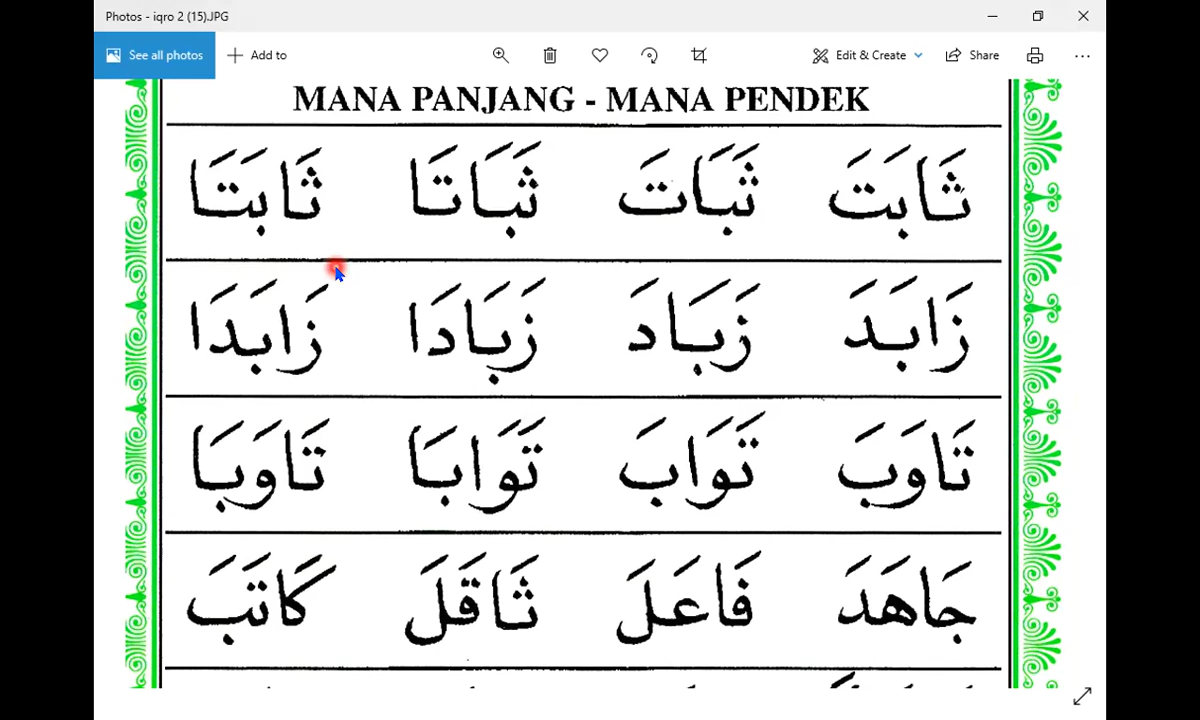 Photos - iqro 2 (15).JPG
See all photos
Add to
Edit & Create
Share
MANA PANJANG - MANA PENDEK
ثَابَتَ ثَبَاتَ ثَبَاتَا ثَابَتَا
زَابَدَ زَبَادَ زَبَادَا زَابَدَا
تَاوَبَ تَوَابَ تَوَابَا تَاوَبَا
جَاهَدَ فَاعَلَ ثَاقَلَ كَاتَبَ